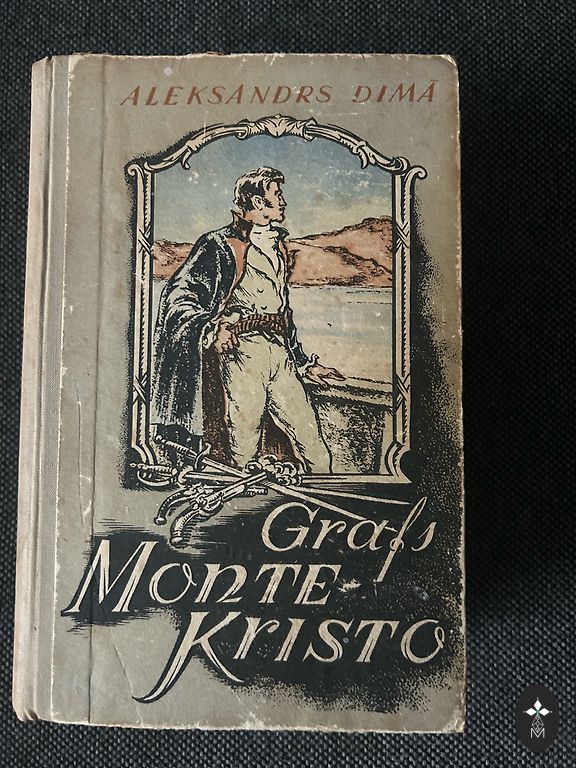 ALEKSANDRS DIMĀ
Grafs
MONTE-
KRISTO